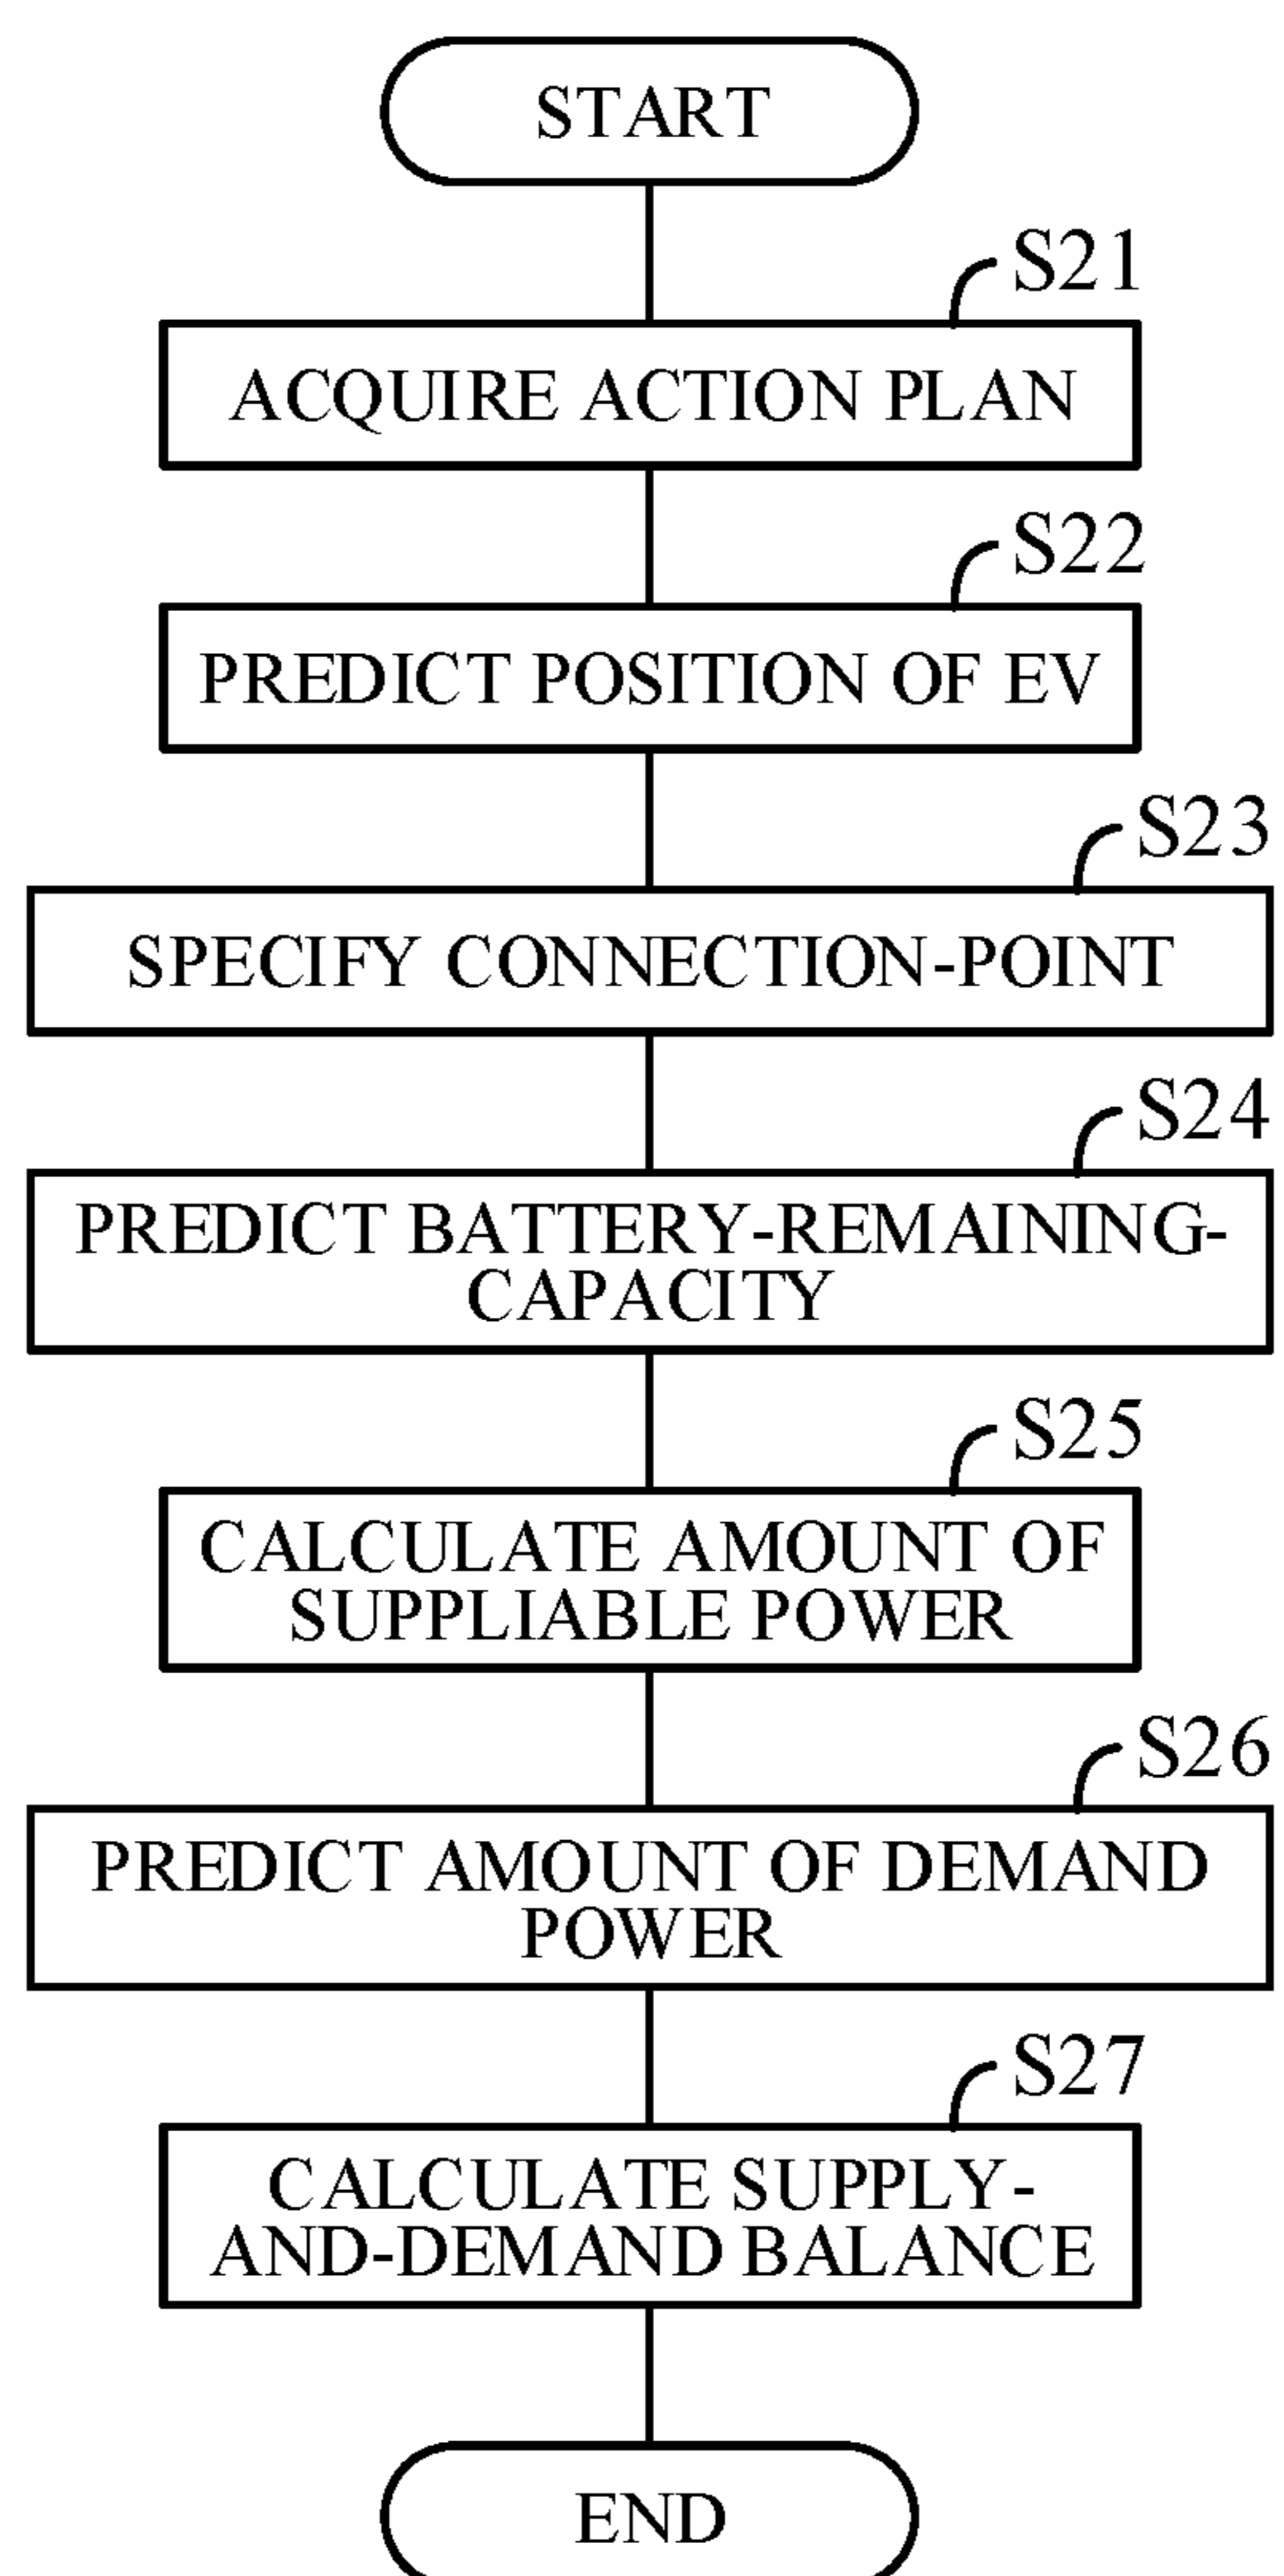 START
S21
ACQUIRE ACTION PLAN
S22
PREDICT POSITION OF EV
S23
SPECIFY CONNECTION-POINT
S24
PREDICT BATTERY-REMAINING-
CAPACITY
S25
CALCULATE AMOUNT OF
SUPPLIABLE POWER
S26
PREDICT AMOUNT OF DEMAND
POWER
S27
CALCULATE SUPPLY-
AND-DEMAND BALANCE
END